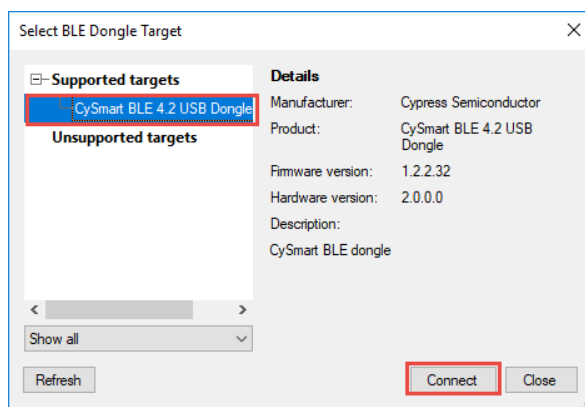 Select BLE Dongle Target
Supported targets
CySmart BLE 4.2 USB Dongle
Unsupported targets
Show all
Refresh
Details
Manufacturer: Cypress Semiconductor
Product: CySmart BLE 4.2 USB
Dongle
Firmware version: 1.2.2.32
Hardware version: 2.0.0.0
Description:
CySmart BLE dongle
Connect
Close